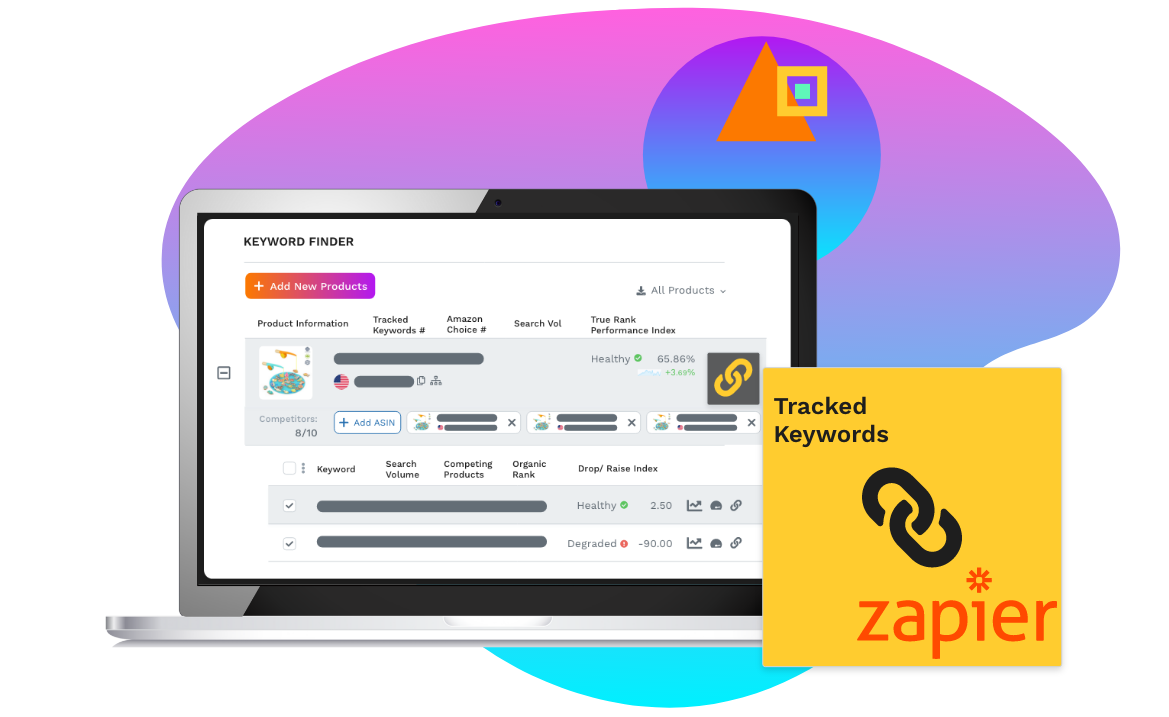 KEYWORD FINDER
+ Add New Products
All Products
Product Information
Tracked
Keywords #
Amazon
Choice #
Search Vol
True Rank
Performance Index
Healthy 65.86%
+3.69%
Competitors:
8/10
+ Add ASIN
Keyword
Search
Volume
Competing
Products
Organic
Rank
Drop/ Raise Index
Healthy 2.50
Degraded -90.00
Tracked
Keywords
zapier